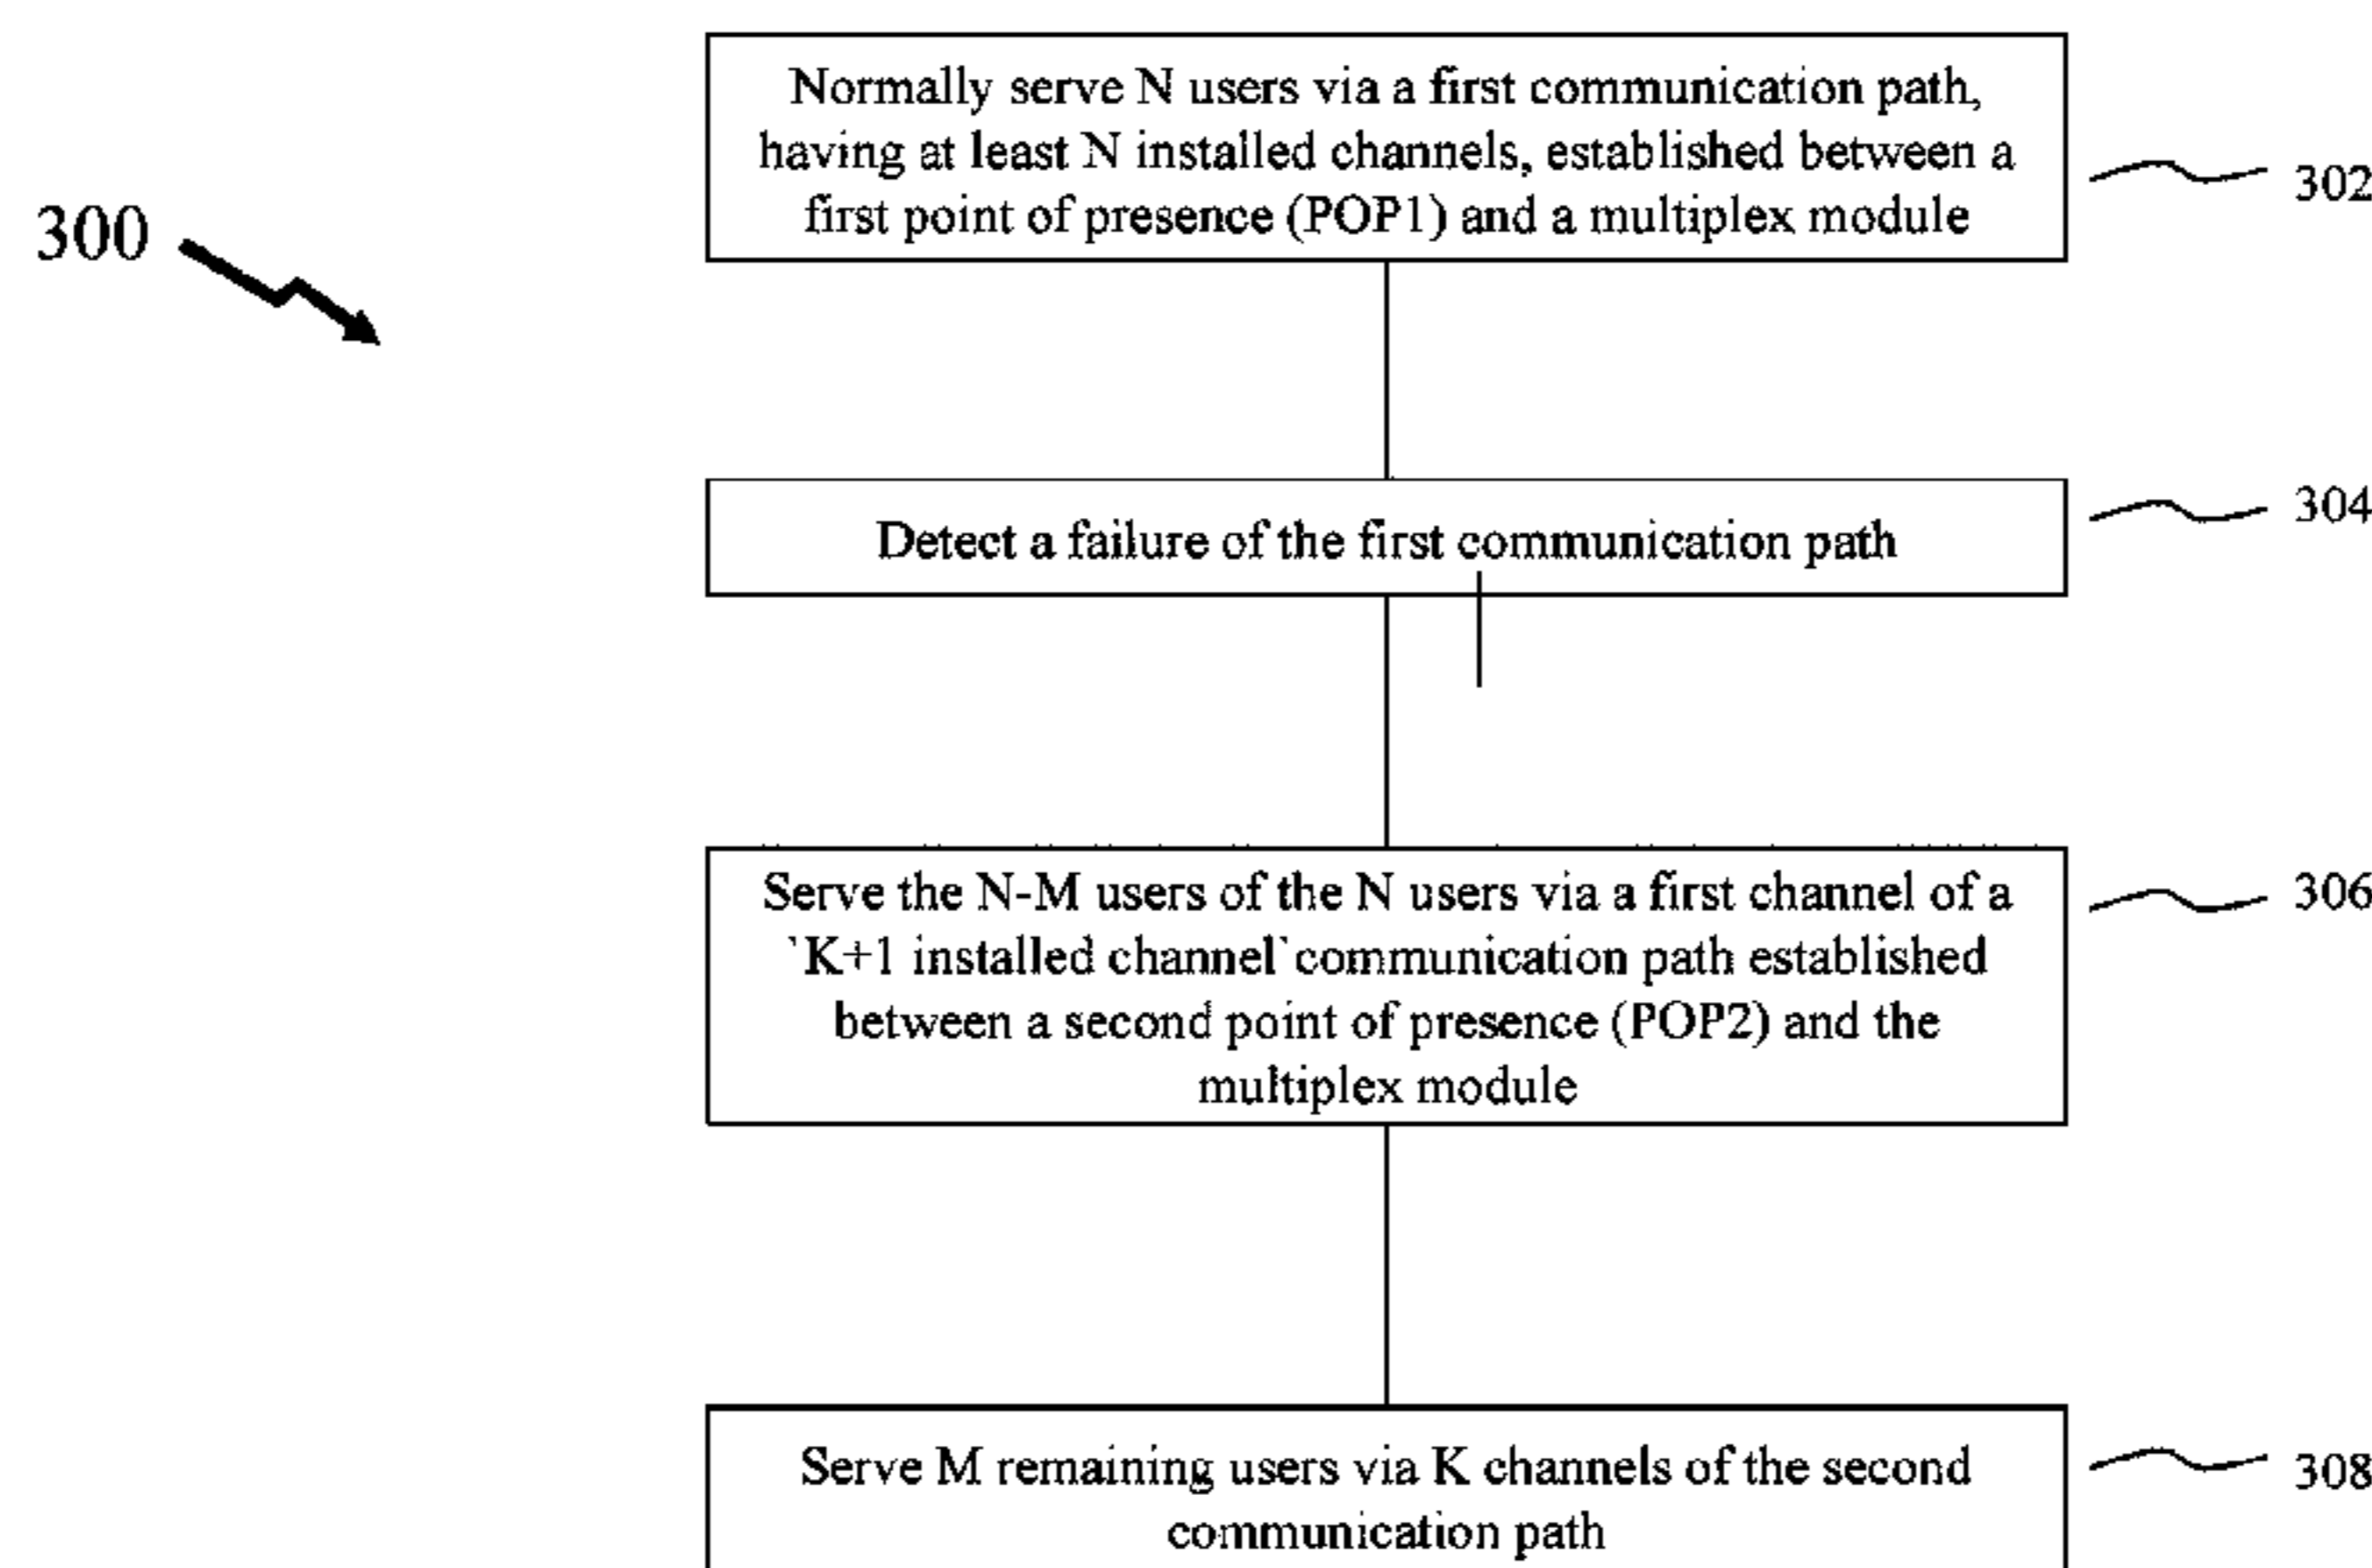 Normally serve N users via a first communication path,
having at least N installed channels, established between a
first point of presence (POP1) and a multiplex module
302
300
Detect a failure of the first communication path
304
Serve the N-M users of the N users via a first channel of a
`K+1 installed channel` communication path established
between a second point of presence (POP2) and the
multiplex module
306
Serve M remaining users via K channels of the second
communication path
308